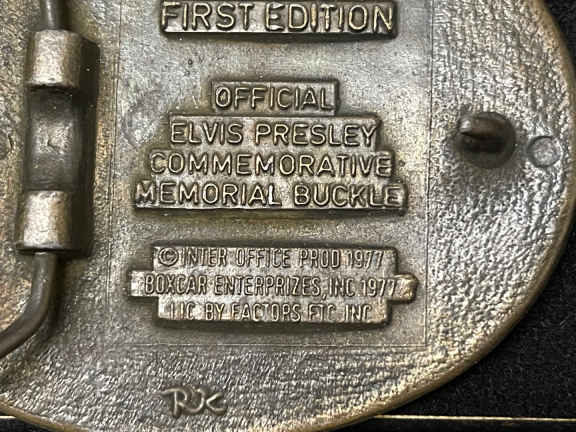 FIRST EDITION
OFFICIAL
ELVIS PRESLEY
COMMEMORATIVE
MEMORIAL BUCKLE
© INTER OFFICE PROD 1977
BOXCAR ENTERPRIZES, INC 1977
LIC BY FACTORS ETC INC
RJK